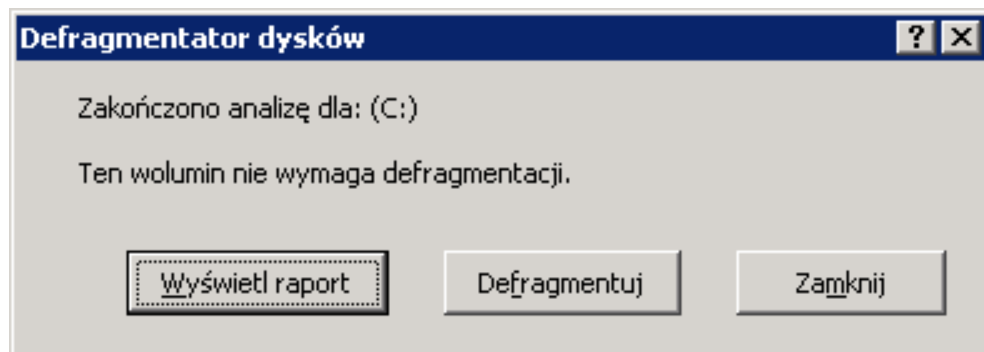 Defragmentator dysków
Zakończono analizę dla: (C:)
Ten wolumin nie wymaga defragmentacji.
Wyświetl raport Defragmentuj Zamknij